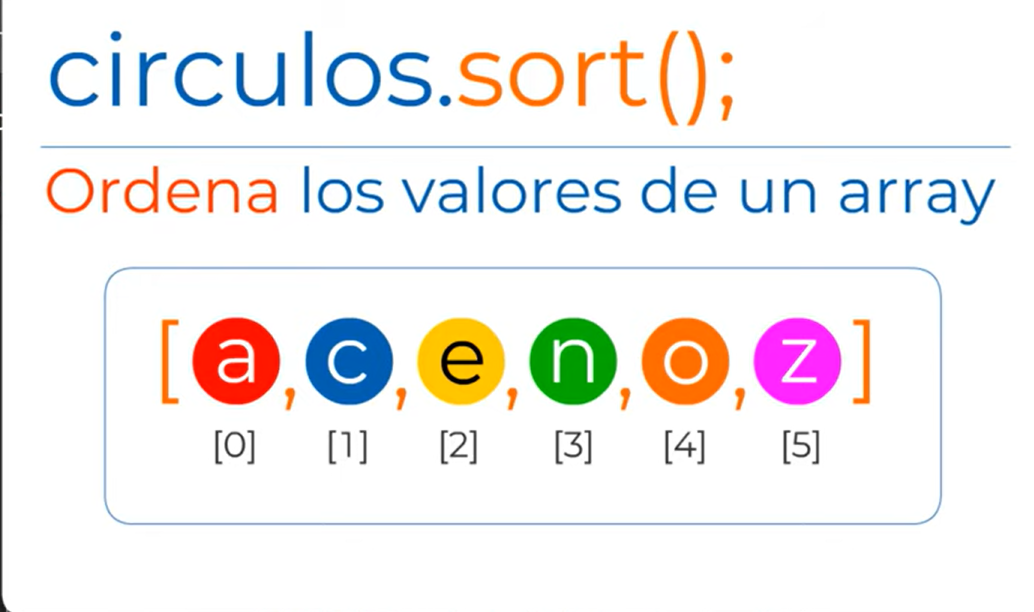 circulos.sort();
Ordena los valores de un array
[ a , c , e , n , o , z ]
[0] [1] [2] [3] [4] [5]